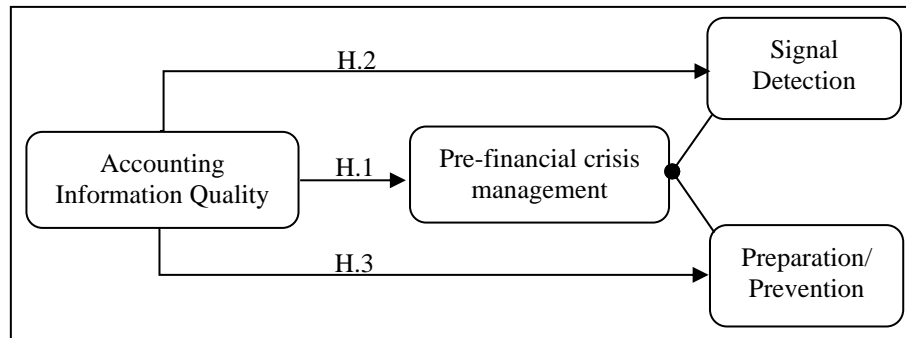 Signal
Detection
H.2
Accounting
Information Quality
H.1
Pre-financial crisis
management
H.3
Preparation/
Prevention